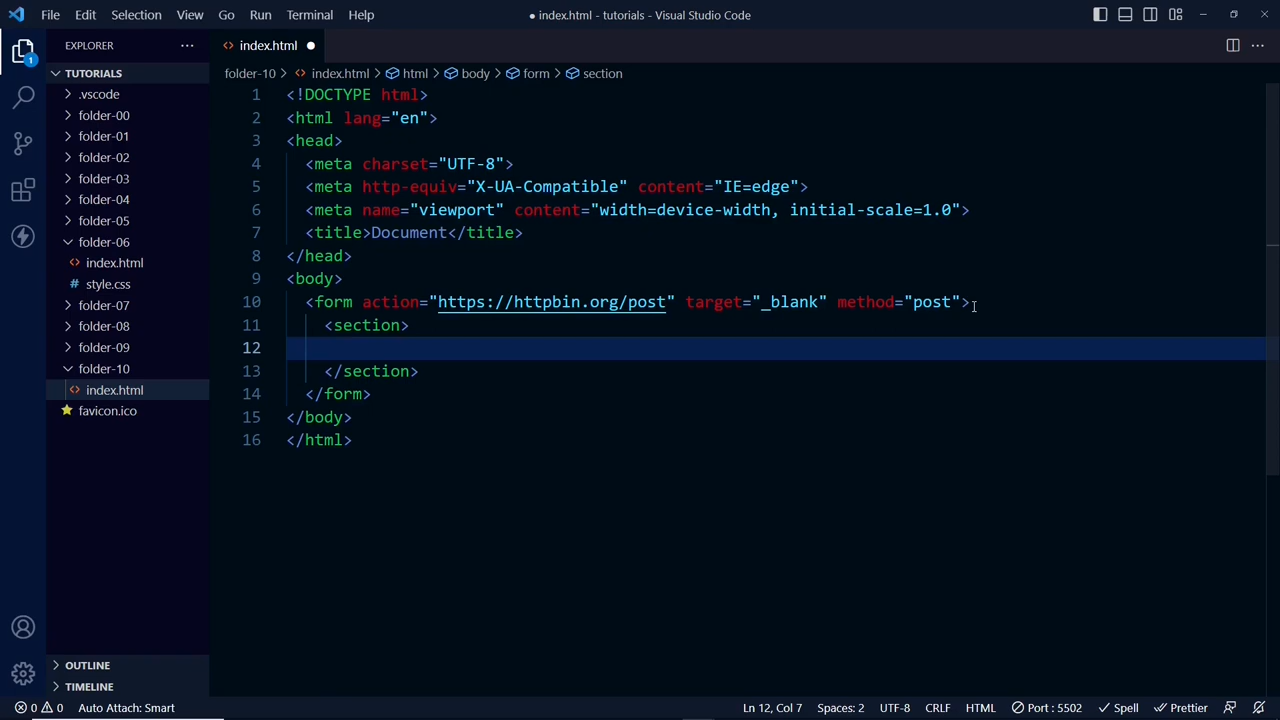 File Edit Selection View Go Run Terminal Help
● index.html - tutorials - Visual Studio Code
1
EXPLORER
TUTORIALS
.vscode
folder-00
folder-01
folder-02
folder-03
folder-04
folder-05
folder-06
index.html
# style.css
folder-07
folder-08
folder-09
folder-10
index.html
favicon.ico
OUTLINE
TIMELINE
<> index.html ●
folder-10 > <> index.html > html > body > form > section
1 <!DOCTYPE html>
2 <html lang="en">
3 <head>
4 <meta charset="UTF-8">
5 <meta http-equiv="X-UA-Compatible" content="IE=edge">
6 <meta name="viewport" content="width=device-width, initial-scale=1.0">
7 <title>Document</title>
8 </head>
9 <body>
10 <form action="https://httpbin.org/post" target="_blank" method="post">
11 <section>
12
13 </section>
14 </form>
15 </body>
16 </html>
0 0 Auto Attach: Smart Ln 12, Col 7 Spaces: 2 UTF-8 CRLF HTML Port : 5502 Spell Prettier